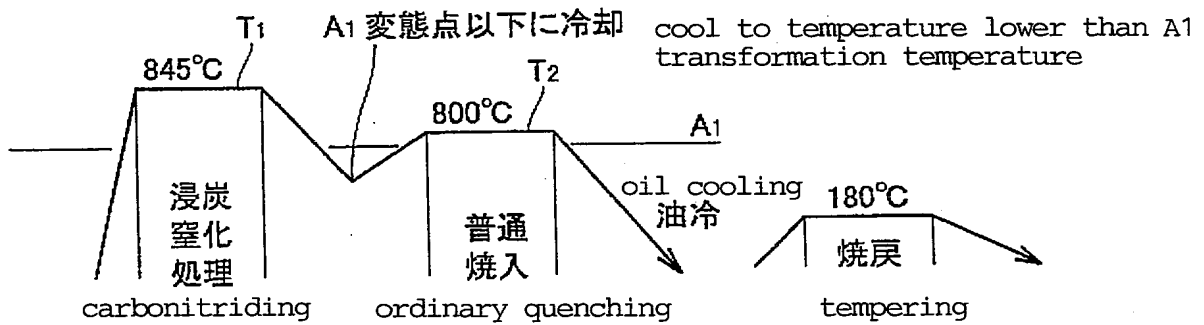 T1
A1 変態点以下に冷却
cool to temperature lower than A1
transformation temperature
845°C
T2
800°C
A1
浸炭
窒化
処理
普通
焼入
oil cooling
油冷
180°C
焼戻
carbonitriding
ordinary quenching
tempering